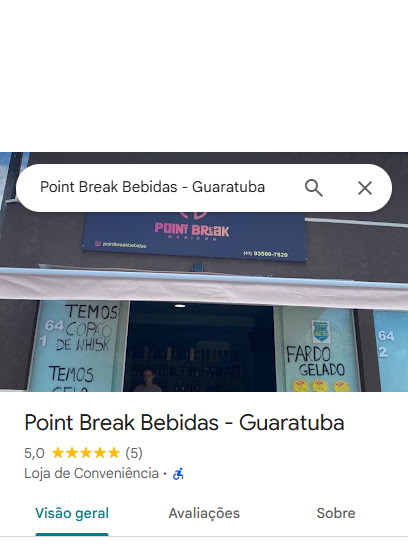 Point Break Bebidas - Guaratuba
POINT BREAK
BEBIDAS
pointbreakbebidas
(41) 93500-7820
TEMOS
COPÃO
DE WHISK
64
1
TEMOS
GELO
FARDO
GELADO
64
2
Point Break Bebidas - Guaratuba
5,0 ★★★★★ (5)
Loja de Conveniência ·
Visão geral Avaliações Sobre